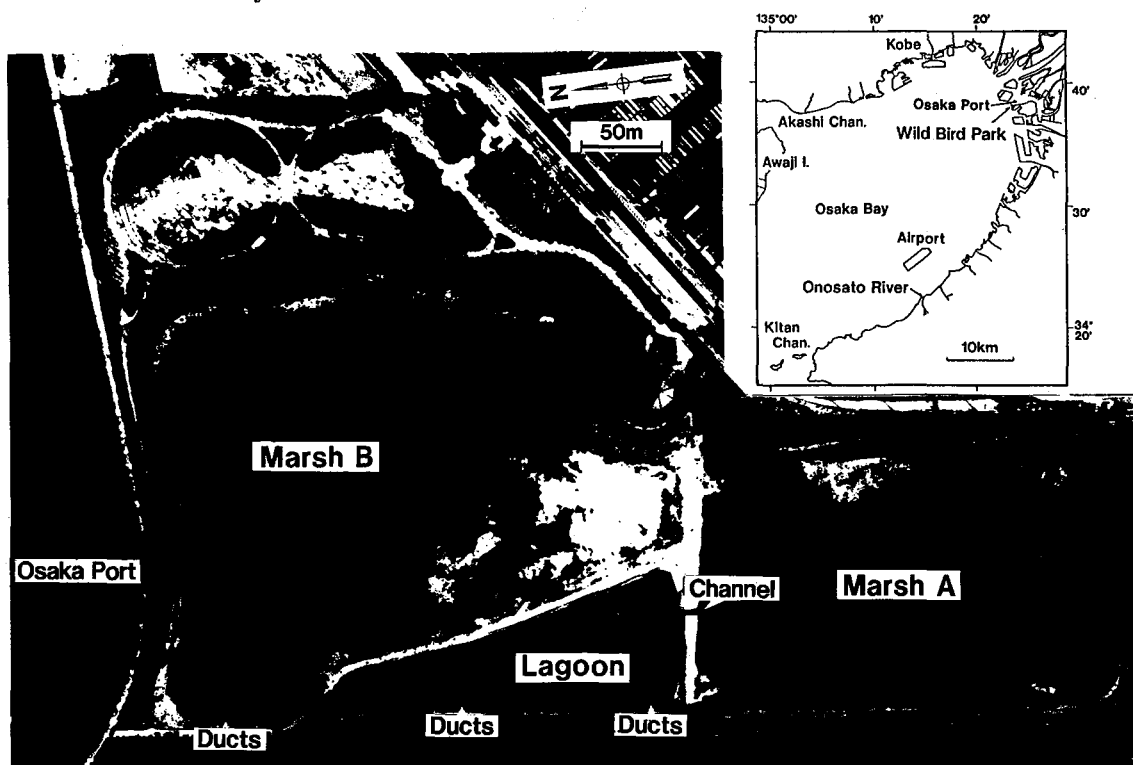 N
50m
135°00'
10'
20'
Kobe
40'
Osaka Port
Akashi Chan.
Wild Bird Park
Awaji I.
Osaka Bay
30'
Airport
Onosato River
Kitan
Chan.
34°
20'
10km
Marsh B
Osaka Port
Channel
Marsh A
Lagoon
Ducts
Ducts
Ducts